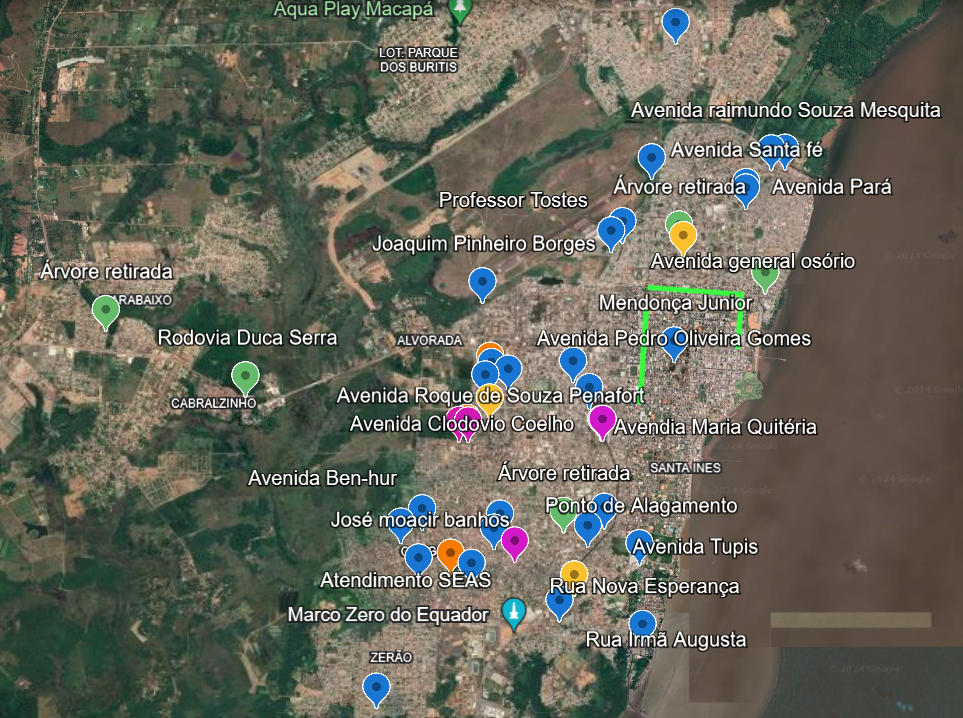 Aqua Play Macapá
LOT. PARQUE
DOS BURITIS
Avenida raimundo Souza Mesquita
Avenida Santa fé
Árvore retirada
Avenida Pará
Professor Tostes
Joaquim Pinheiro Borges
Avenida general osório
© 2024 Google
Árvore retirada
ARABAIXO
Mendonça Junior
Rodovia Duca Serra
ALVORADA
Avenida Pedro Oliveira Gomes
CABRALZINHO
Avenida Roque de Souza Penafort
© 2024 Google
Avenida Clodovio Coelho
Avendia Maria Quitéria
Avenida Ben-hur
Árvore retirada
SANTA INES
© 2024 Google
© 2024 Google
José moaçir banhos
Ponto de Alagamento
Avenida Tupis
Atendimento SEAS
Rua Nova Esperança
Marco Zero do Equador
Rua Irmã Augusta
ZERÃO
© 2024 Google